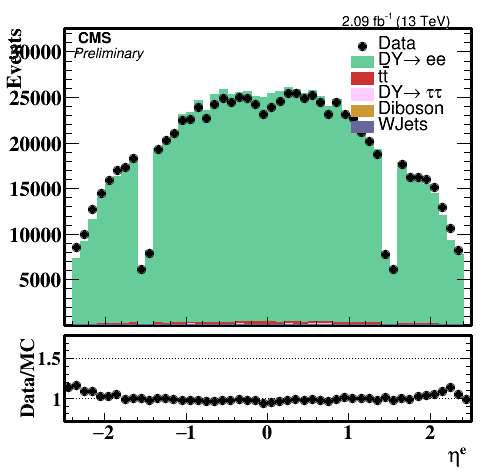 2.09 fb⁻¹ (13 TeV)
CMS
Preliminary
Events
Data
DY→ ee
tt̄
DY→ ττ
Diboson
WJets
30000
25000
20000
15000
10000
5000
Data/MC
1.5
1
−2 −1 0 1 2
ηᵉ